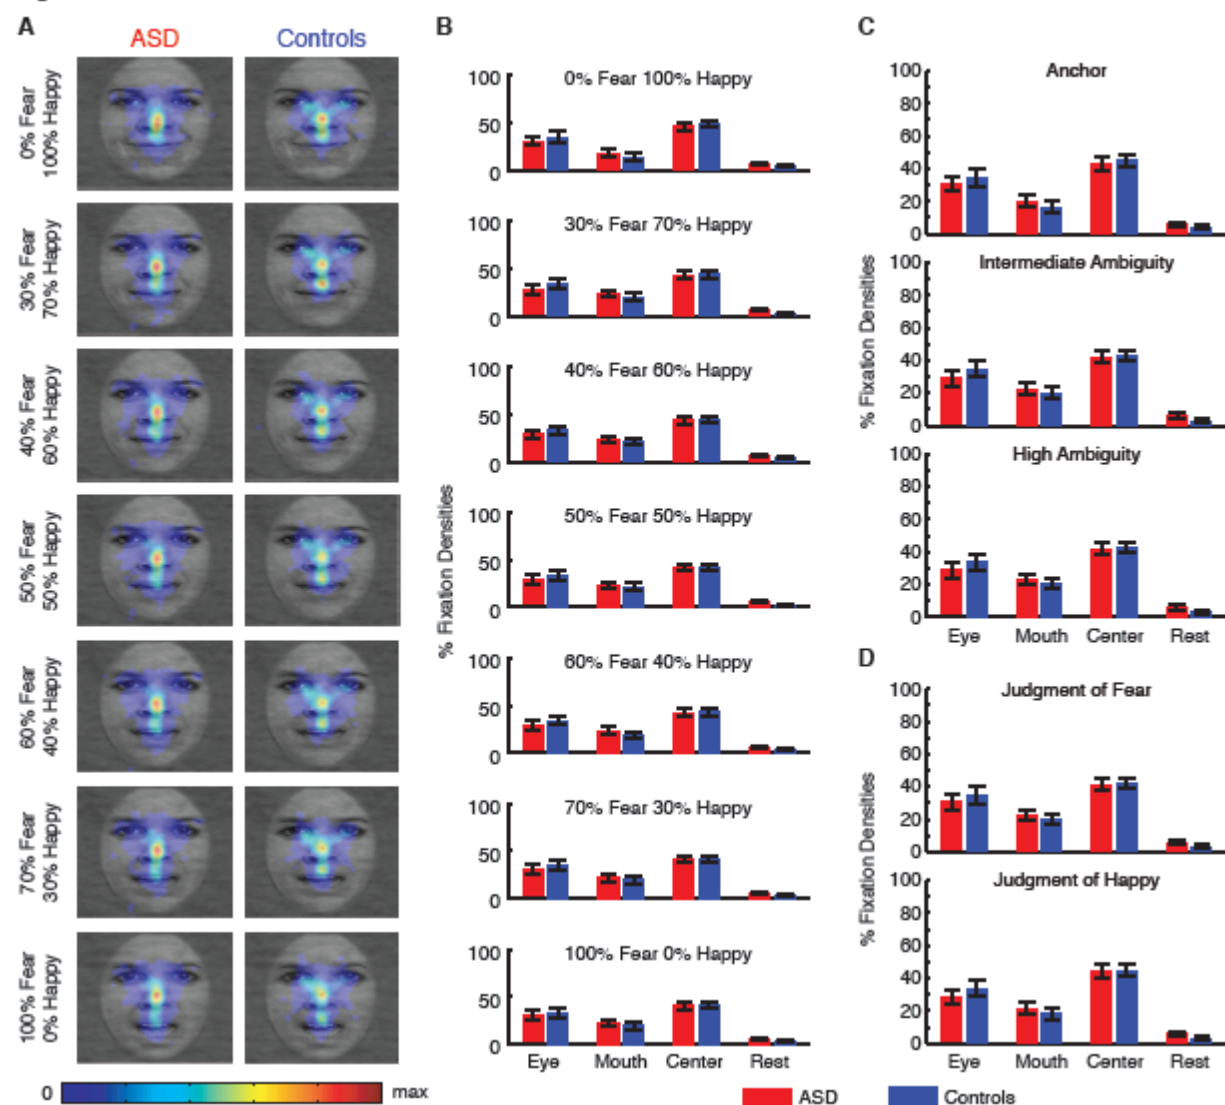 A
ASD
Controls
0% Fear
100% Happy
30% Fear
70% Happy
40% Fear
60% Happy
50% Fear
50% Happy
60% Fear
40% Happy
70% Fear
30% Happy
100% Fear
0% Happy
0
max
B
% Fixation Densities
0% Fear 100% Happy
100
50
0
30% Fear 70% Happy
100
50
0
40% Fear 60% Happy
100
50
0
50% Fear 50% Happy
100
50
0
60% Fear 40% Happy
100
50
0
70% Fear 30% Happy
100
50
0
100% Fear 0% Happy
100
50
0
Eye Mouth Center Rest
C
% Fixation Densities
Anchor
100
80
60
40
20
0
Intermediate Ambiguity
100
80
60
40
20
0
High Ambiguity
100
80
60
40
20
0
Eye Mouth Center Rest
D
% Fixation Densities
Judgment of Fear
100
80
60
40
20
0
Judgment of Happy
100
80
60
40
20
0
Eye Mouth Center Rest
ASD Controls